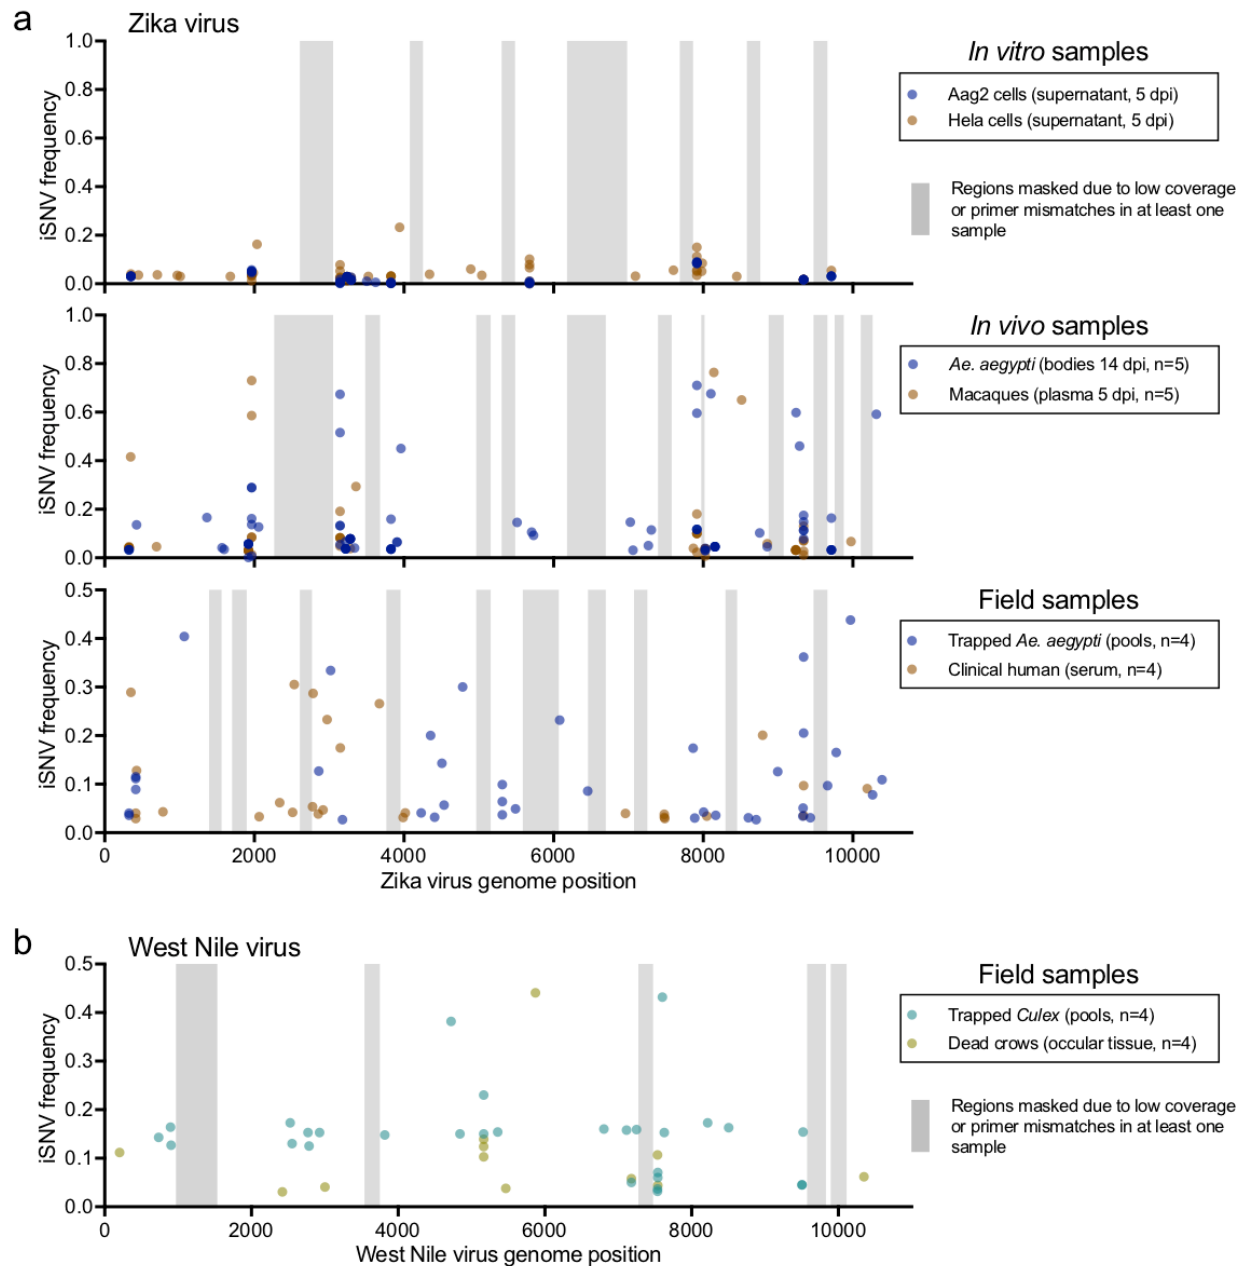 a
Zika virus
1.0
0.8
0.6
0.4
0.2
0.0
iSNV frequency
In vitro samples
Aag2 cells (supernatant, 5 dpi)
Hela cells (supernatant, 5 dpi)
Regions masked due to low coverage
or primer mismatches in at least one
sample
1.0
0.8
0.6
0.4
0.2
0.0
iSNV frequency
In vivo samples
Ae. aegypti (bodies 14 dpi, n=5)
Macaques (plasma 5 dpi, n=5)
0.5
0.4
0.3
0.2
0.1
0.0
iSNV frequency
Field samples
Trapped Ae. aegypti (pools, n=4)
Clinical human (serum, n=4)
0 2000 4000 6000 8000 10000
Zika virus genome position
b
West Nile virus
0.5
0.4
0.3
0.2
0.1
0.0
iSNV frequency
Field samples
Trapped Culex (pools, n=4)
Dead crows (occular tissue, n=4)
Regions masked due to low coverage
or primer mismatches in at least one
sample
0 2000 4000 6000 8000 10000
West Nile virus genome position